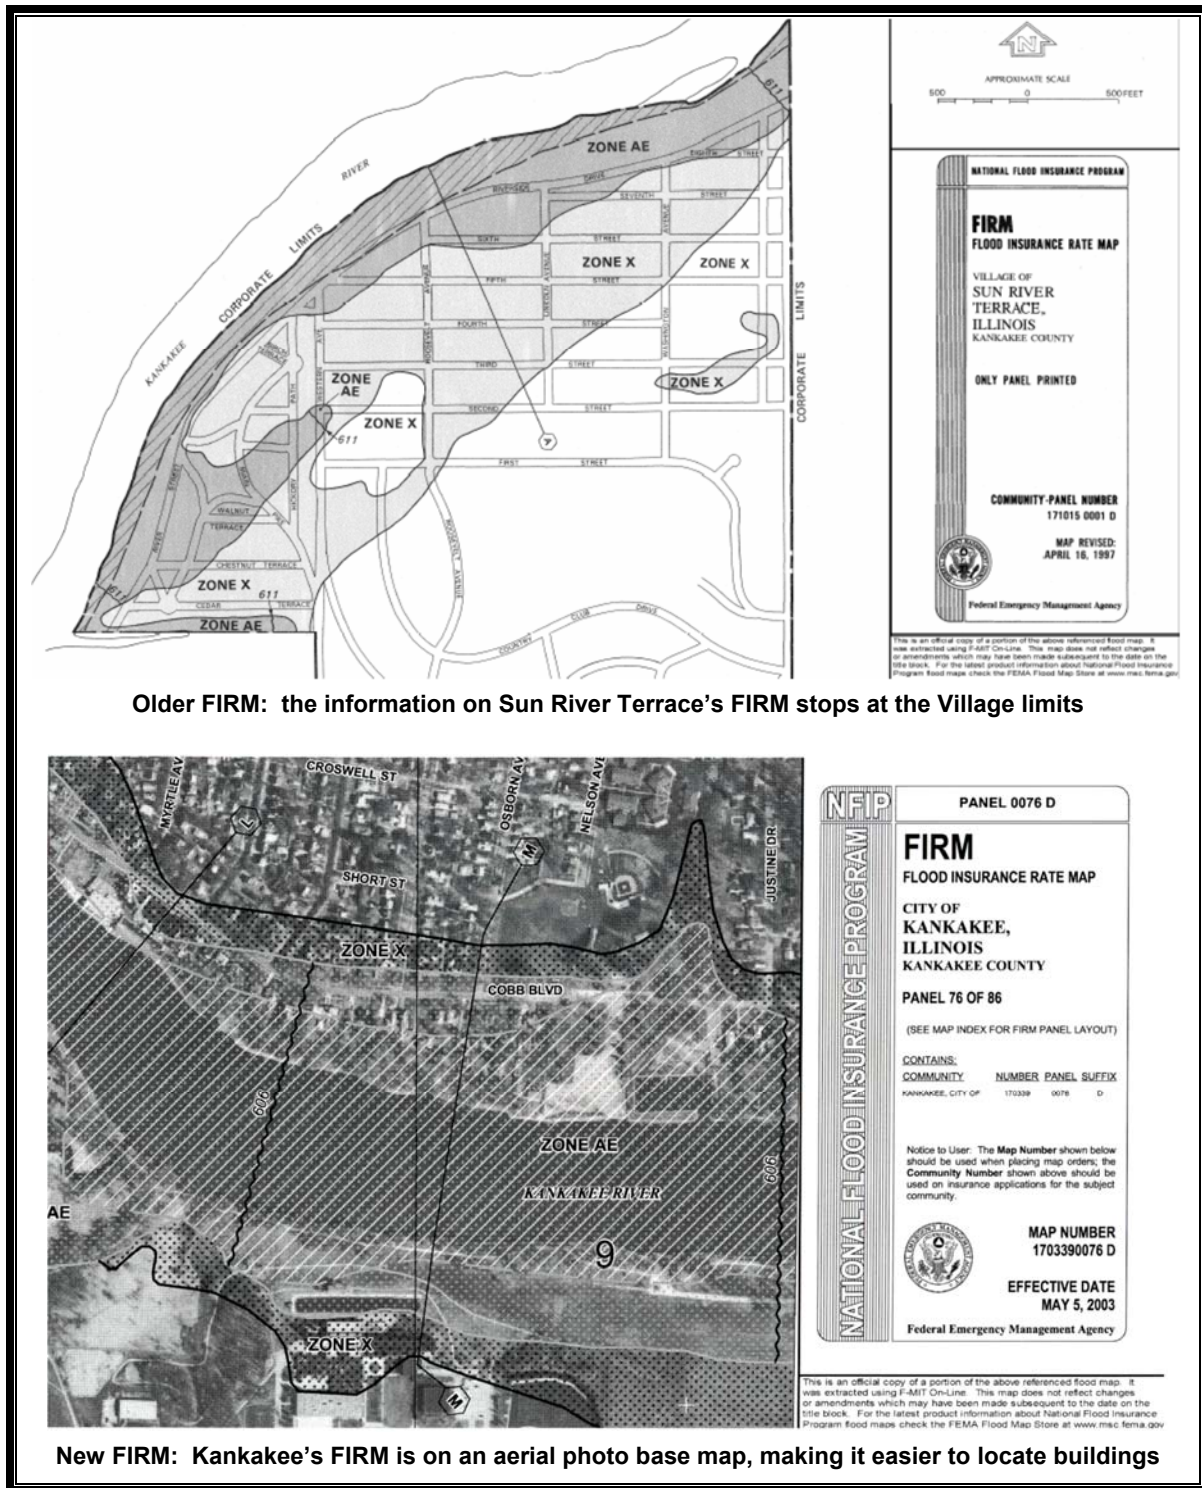 N
APPROXIMATE SCALE
500 0 500 FEET
NATIONAL FLOOD INSURANCE PROGRAM
FIRM
FLOOD INSURANCE RATE MAP
VILLAGE OF
SUN RIVER
TERRACE,
ILLINOIS
KANKAKEE COUNTY
ONLY PANEL PRINTED
COMMUNITY-PANEL NUMBER
171015 0001 D
MAP REVISED:
APRIL 16, 1997
Federal Emergency Management Agency
This is an official copy of a portion of the above referenced flood map. It
was extracted using F-MIT On-Line. This map does not reflect changes
or amendments which may have been made subsequent to the date on the
title block. For the latest product information about National Flood Insurance
Program flood maps check the FEMA Flood Map Store at www.msc.fema.gov
611
ZONE AE
EIGHTH STREET
RIVER
DRIVE
RIVERSIDE
SEVENTH STREET
AVENUE
CORPORATE LIMITS
SIXTH STREET
ZONE X
ZONE X
AVENUE
LINCOLN AVENUE
FIFTH STREET
LIMITS
WASHINGTON
ROOSEVELT
FOURTH STREET
AVE
KANKAKEE
TERRACE
CORPORATE
THIRD STREET
WESTERN
ZONE
AE
PATH
ZONE X
SECOND STREET
ZONE X
611
FIRST STREET
STREET
HICKORY
WALNUT
TERRACE
RIVER
ROOSEVELT AVENUE
CHESTNUT TERRACE
ZONE X
611
611
CEDAR TERRACE
ZONE AE
COUNTRY CLUB DRIVE
Older FIRM: the information on Sun River Terrace's FIRM stops at the Village limits
MYRTLE AV
CROSWELL ST
OSBORN AV
NELSON AVE
L
M
JUSTINE DR
SHORT ST
ZONE X
COBB BLVD
606
ZONE AE
606
KANKAKEE RIVER
AE
9
ZONE X
M
NFIP
NATIONAL FLOOD INSURANCE PROGRAM
PANEL 0076 D
FIRM
FLOOD INSURANCE RATE MAP
CITY OF
KANKAKEE,
ILLINOIS
KANKAKEE COUNTY
PANEL 76 OF 86
(SEE MAP INDEX FOR FIRM PANEL LAYOUT)
CONTAINS:
COMMUNITY NUMBER PANEL SUFFIX
KANKAKEE, CITY OF 170339 0076 D
Notice to User: The Map Number shown below
should be used when placing map orders; the
Community Number shown above should be
used on insurance applications for the subject
community.
MAP NUMBER
1703390076 D
EFFECTIVE DATE
MAY 5, 2003
Federal Emergency Management Agency
This is an official copy of a portion of the above referenced flood map. It
was extracted using F-MIT On-Line. This map does not reflect changes
or amendments which may have been made subsequent to the date on the
title block. For the latest product information about National Flood Insurance
Program flood maps check the FEMA Flood Map Store at www.msc.fema.gov
New FIRM: Kankakee's FIRM is on an aerial photo base map, making it easier to locate buildings